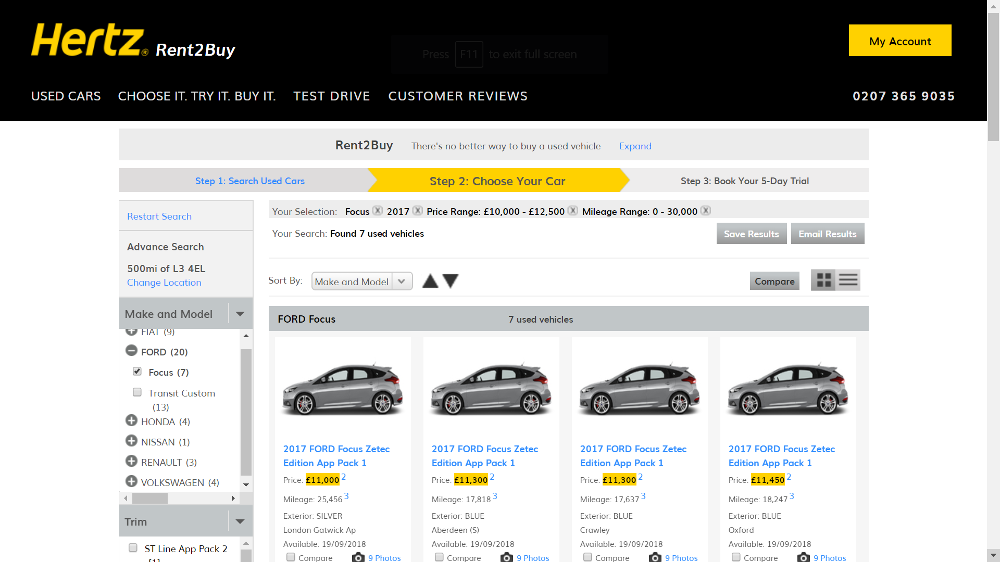 Hertz® Rent2Buy
Press F11 to exit full screen
My Account
USED CARS CHOOSE IT. TRY IT. BUY IT. TEST DRIVE CUSTOMER REVIEWS 0207 365 9035
Rent2Buy There's no better way to buy a used vehicle Expand
Step 1: Search Used Cars Step 2: Choose Your Car Step 3: Book Your 5-Day Trial
Restart Search
Advance Search
500mi of L3 4EL
Change Location
Make and Model
FIAT (9)
FORD (20)
Focus (7)
Transit Custom
(13)
HONDA (4)
NISSAN (1)
RENAULT (3)
VOLKSWAGEN (4)
Trim
ST Line App Pack 2
[1]
Your Selection: Focus X 2017 X Price Range: £10,000 - £12,500 X Mileage Range: 0 - 30,000 X
Your Search: Found 7 used vehicles
Save Results Email Results
Sort By: Make and Model Compare
FORD Focus 7 used vehicles
2017 FORD Focus Zetec
Edition App Pack 1
Price: £11,000 2
Mileage: 25,456 3
Exterior: SILVER
London Gatwick Ap
Available: 19/09/2018
Compare 9 Photos
2017 FORD Focus Zetec
Edition App Pack 1
Price: £11,300 2
Mileage: 17,818 3
Exterior: BLUE
Aberdeen (S)
Available: 19/09/2018
Compare 9 Photos
2017 FORD Focus Zetec
Edition App Pack 1
Price: £11,300 2
Mileage: 17,637 3
Exterior: BLUE
Crawley
Available: 19/09/2018
Compare 9 Photos
2017 FORD Focus Zetec
Edition App Pack 1
Price: £11,450 2
Mileage: 18,247 3
Exterior: BLUE
Oxford
Available: 19/09/2018
Compare 9 Photos